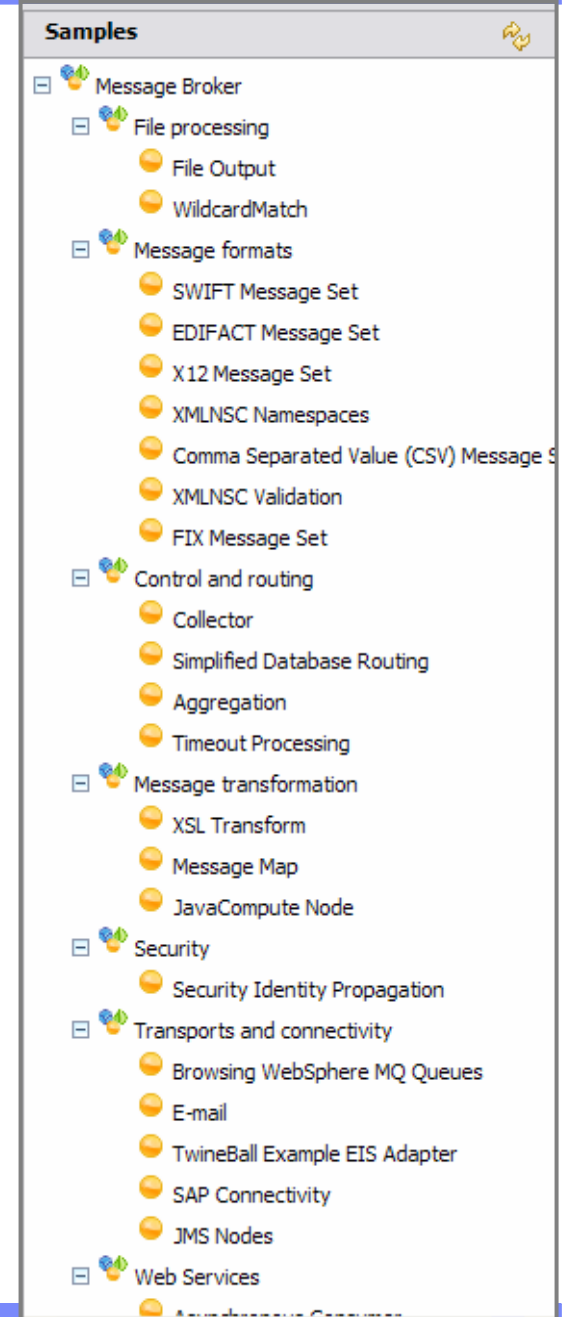 Samples
Message Broker
File processing
File Output
WildcardMatch
Message formats
SWIFT Message Set
EDIFACT Message Set
X12 Message Set
XMLNSC Namespaces
Comma Separated Value (CSV) Message
XMLNSC Validation
FIX Message Set
Control and routing
Collector
Simplified Database Routing
Aggregation
Timeout Processing
Message transformation
XSL Transform
Message Map
JavaCompute Node
Security
Security Identity Propagation
Transports and connectivity
Browsing WebSphere MQ Queues
E-mail
TwineBall Example EIS Adapter
SAP Connectivity
JMS Nodes
Web Services